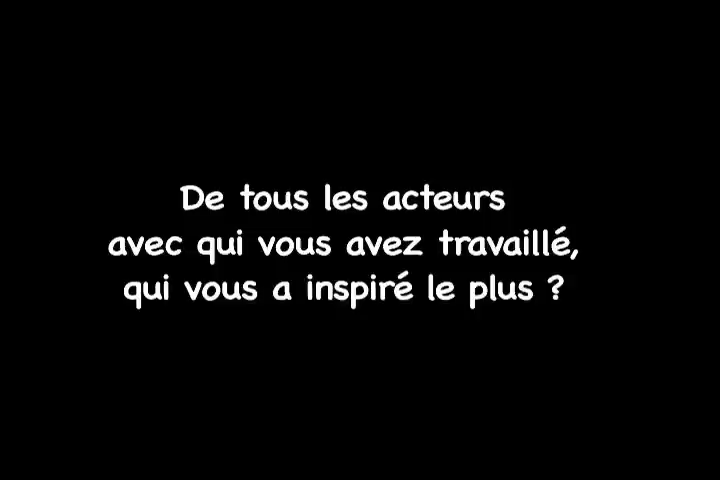 De tous les acteurs
avec qui vous avez travaillé,
qui vous a inspiré le plus ?